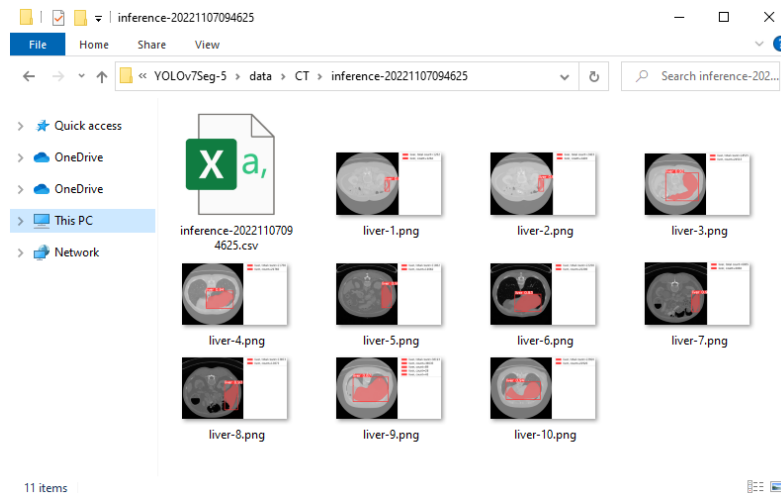 inference-20221107094625
File Home Share View
« YOLOv7Seg-5 › data › CT › inference-20221107094625
Search inference-202...
Quick access
OneDrive
OneDrive
This PC
Network
a,
X
inference-2022110709
4625.csv
liver-1.png
liver-2.png
liver-3.png
liver-4.png
liver-5.png
liver-6.png
liver-7.png
liver-8.png
liver-9.png
liver-10.png
11 items